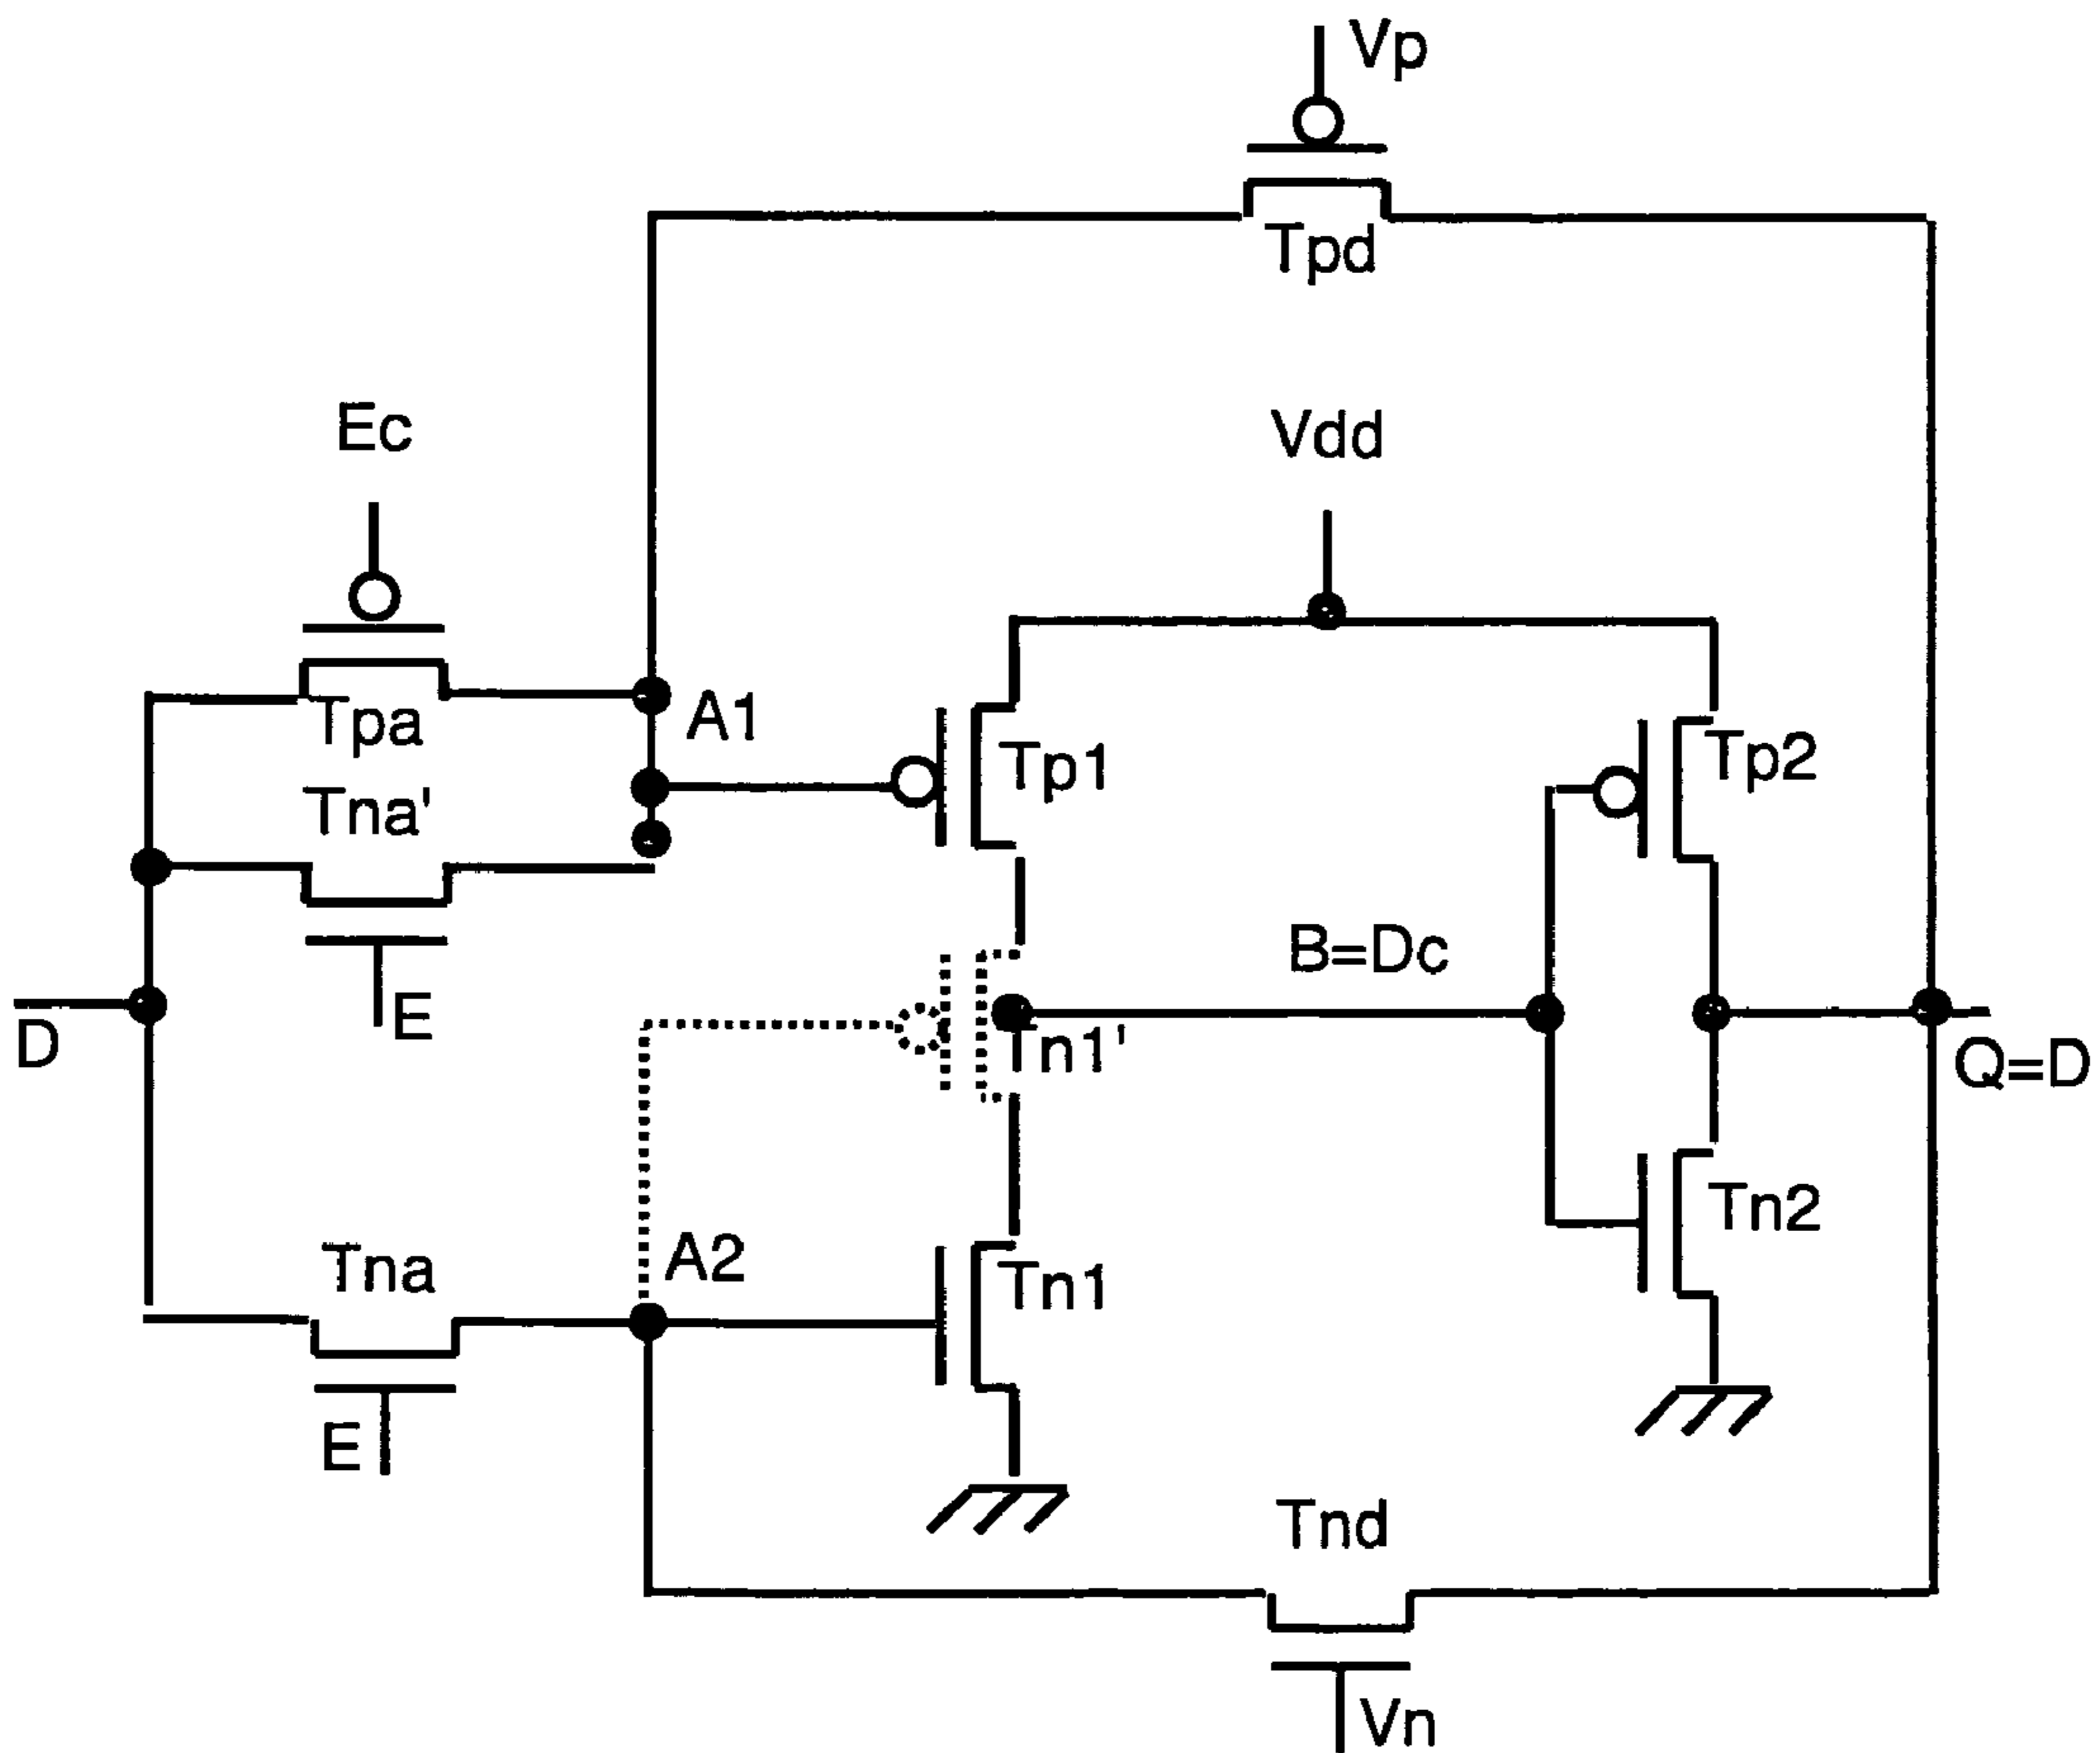 Vp
Tpd
Ec
Vdd
Tpa
A1
Tp1
Tp2
Tna'
B=Dc
E
D
Tn1'
Q=D
Tna
A2
Tn1
Tn2
E
Tnd
Vn